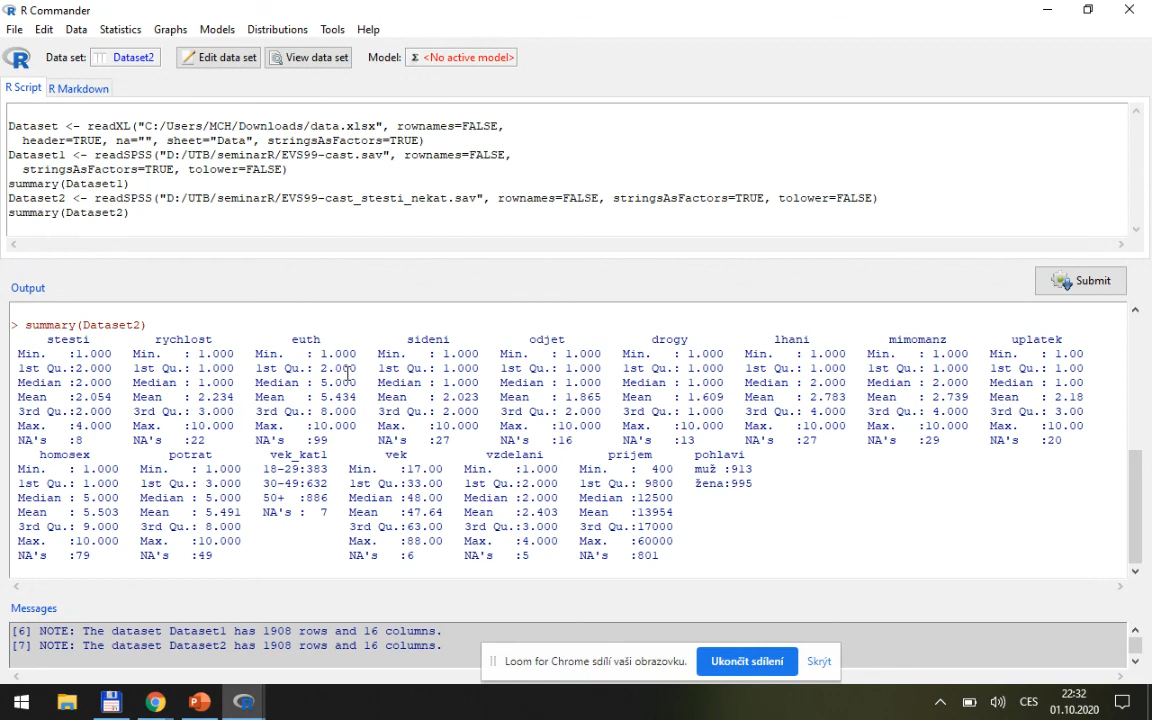 R Commander
File Edit Data Statistics Graphs Models Distributions Tools Help
Data set: Dataset2 Edit data set View data set Model: Σ <No active model>
R Script R Markdown
Dataset <- readXL("C:/Users/MCH/Downloads/data.xlsx", rownames=FALSE,
header=TRUE, na="", sheet="Data", stringsAsFactors=TRUE)
Dataset1 <- readSPSS("D:/UTB/seminarR/EVS99-cast.sav", rownames=FALSE,
stringsAsFactors=TRUE, tolower=FALSE)
summary(Dataset1)
Dataset2 <- readSPSS("D:/UTB/seminarR/EVS99-cast_stesti_nekat.sav", rownames=FALSE, stringsAsFactors=TRUE, tolower=FALSE)
summary(Dataset2)
Submit
Output
> summary(Dataset2)
stesti rychlost euth sideni odjet drogy lhani mimomanz uplatek
Min. :1.000 Min. : 1.000 Min. : 1.000 Min. : 1.000 Min. : 1.000 Min. : 1.000 Min. : 1.000 Min. : 1.000 Min. : 1.00
1st Qu.:2.000 1st Qu.: 1.000 1st Qu.: 2.000 1st Qu.: 1.000 1st Qu.: 1.000 1st Qu.: 1.000 1st Qu.: 1.000 1st Qu.: 1.000 1st Qu.: 1.00
Median :2.000 Median : 1.000 Median : 5.000 Median : 1.000 Median : 1.000 Median : 1.000 Median : 2.000 Median : 2.000 Median : 1.00
Mean :2.054 Mean : 2.234 Mean : 5.434 Mean : 2.023 Mean : 1.865 Mean : 1.609 Mean : 2.783 Mean : 2.739 Mean : 2.18
3rd Qu.:2.000 3rd Qu.: 3.000 3rd Qu.: 8.000 3rd Qu.: 2.000 3rd Qu.: 2.000 3rd Qu.: 1.000 3rd Qu.: 4.000 3rd Qu.: 4.000 3rd Qu.: 3.00
Max. :4.000 Max. :10.000 Max. :10.000 Max. :10.000 Max. :10.000 Max. :10.000 Max. :10.000 Max. :10.000 Max. :10.00
NA's :8 NA's :22 NA's :99 NA's :27 NA's :16 NA's :13 NA's :27 NA's :29 NA's :20
homosex potrat vek_kat1 vek vzdelani prijem pohlavi
Min. : 1.000 Min. : 1.000 18-29:383 Min. :17.00 Min. :1.000 Min. : 400 muž :913
1st Qu.: 1.000 1st Qu.: 3.000 30-49:632 1st Qu.:33.00 1st Qu.:2.000 1st Qu.: 9800 žena:995
Median : 5.000 Median : 5.000 50+ :886 Median :48.00 Median :2.000 Median :12500
Mean : 5.503 Mean : 5.491 NA's : 7 Mean :47.64 Mean :2.403 Mean :13954
3rd Qu.: 9.000 3rd Qu.: 8.000 3rd Qu.:63.00 3rd Qu.:3.000 3rd Qu.:17000
Max. :10.000 Max. :10.000 Max. :88.00 Max. :4.000 Max. :60000
NA's :79 NA's :49 NA's :6 NA's :5 NA's :801
Messages
[6] NOTE: The dataset Dataset1 has 1908 rows and 16 columns.
[7] NOTE: The dataset Dataset2 has 1908 rows and 16 columns.
Loom for Chrome sdílí vaši obrazovku. Ukončit sdílení Skrýt
CES 22:32
01.10.2020